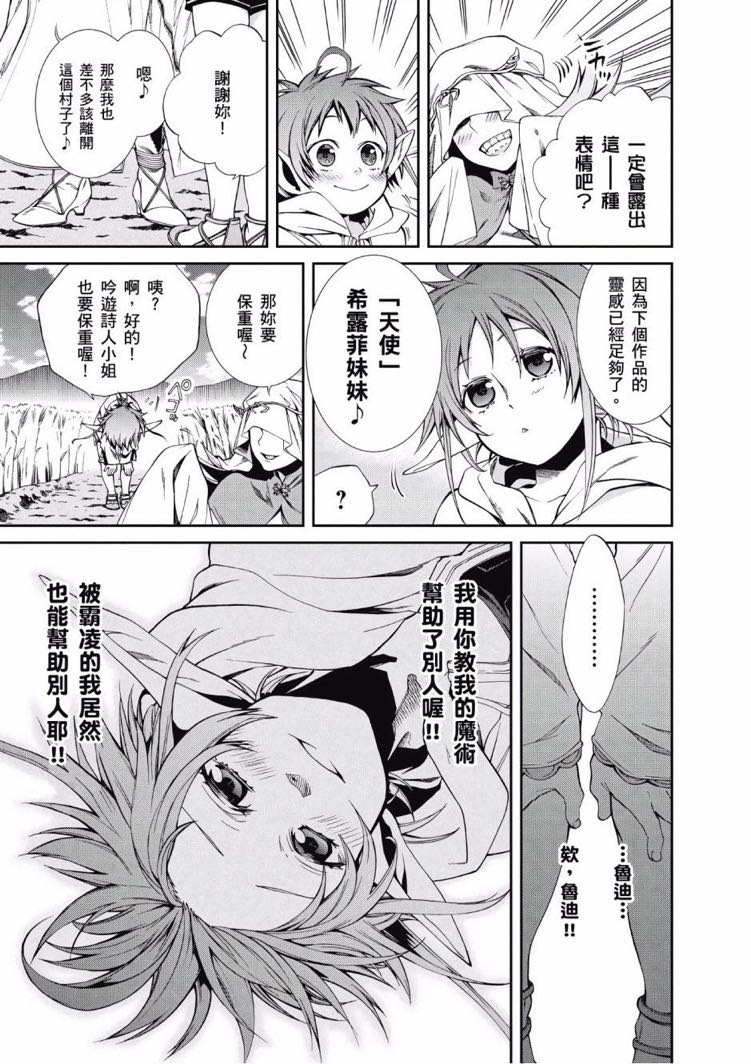 一定會露出
這——種
表情吧？
謝謝妳！
嗯♪
那麼我也
差不多該離開
這個村子了♪
因為下個作品的
靈感已經足夠了。
「天使」
希露菲妹妹♪
？
那妳要
保重喔～
咦？
啊，好的！
吟遊詩人小姐
也要保重喔！
ペコ
…………
…魯迪…
欸，魯迪!!
我用你教我的魔術
幫助了別人喔!!
被霸凌的我居然
也能幫助別人耶!!